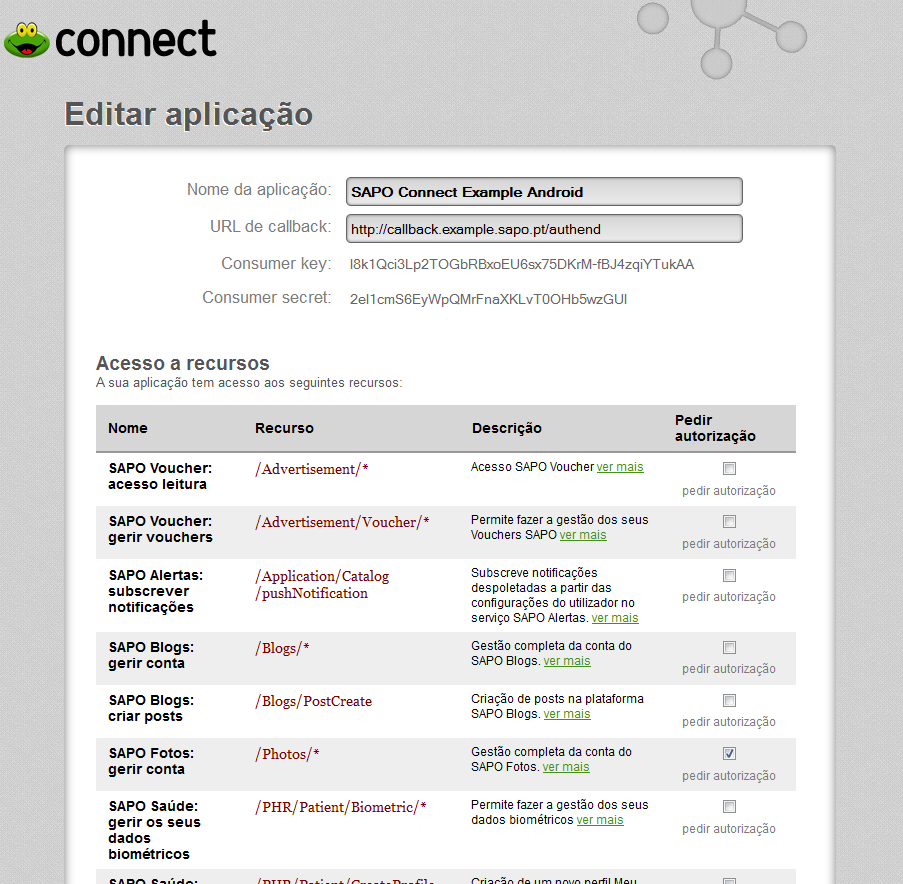 connect
Editar aplicação
Nome da aplicação: SAPO Connect Example Android
URL de callback: http://callback.example.sapo.pt/authend
Consumer key: I8k1Qci3Lp2TOGbRBxoEU6sx75DKrM-fBJ4zqiYTukAA
Consumer secret: 2eI1cmS6EyWpQMrFnaXKLvT0OHb5wzGUI
Acesso a recursos
A sua aplicação tem acesso aos seguintes recursos:
Nome Recurso Descrição Pedir
autorização
SAPO Voucher: /Advertisement/* Acesso SAPO Voucher ver mais
acesso leitura pedir autorização
SAPO Voucher: /Advertisement/Voucher/* Permite fazer a gestão dos seus
gerir vouchers Vouchers SAPO ver mais pedir autorização
SAPO Alertas: /Application/Catalog Subscreve notificações
subscrever /pushNotification despoletadas a partir das pedir autorização
notificações configurações do utilizador no
serviço SAPO Alertas. ver mais
SAPO Blogs: /Blogs/* Gestão completa da conta do
gerir conta SAPO Blogs. ver mais pedir autorização
SAPO Blogs: /Blogs/PostCreate Criação de posts na plataforma
criar posts SAPO Blogs. ver mais pedir autorização
SAPO Fotos: /Photos/* Gestão completa da conta do
gerir conta SAPO Fotos. ver mais pedir autorização
SAPO Saúde: /PHR/Patient/Biometric/* Permite fazer a gestão dos seus
gerir os seus dados biométricos ver mais pedir autorização
dados
biométricos
SAPO Saúde: /PHR/Patient/CreateProfile Criação de um novo perfil Meu